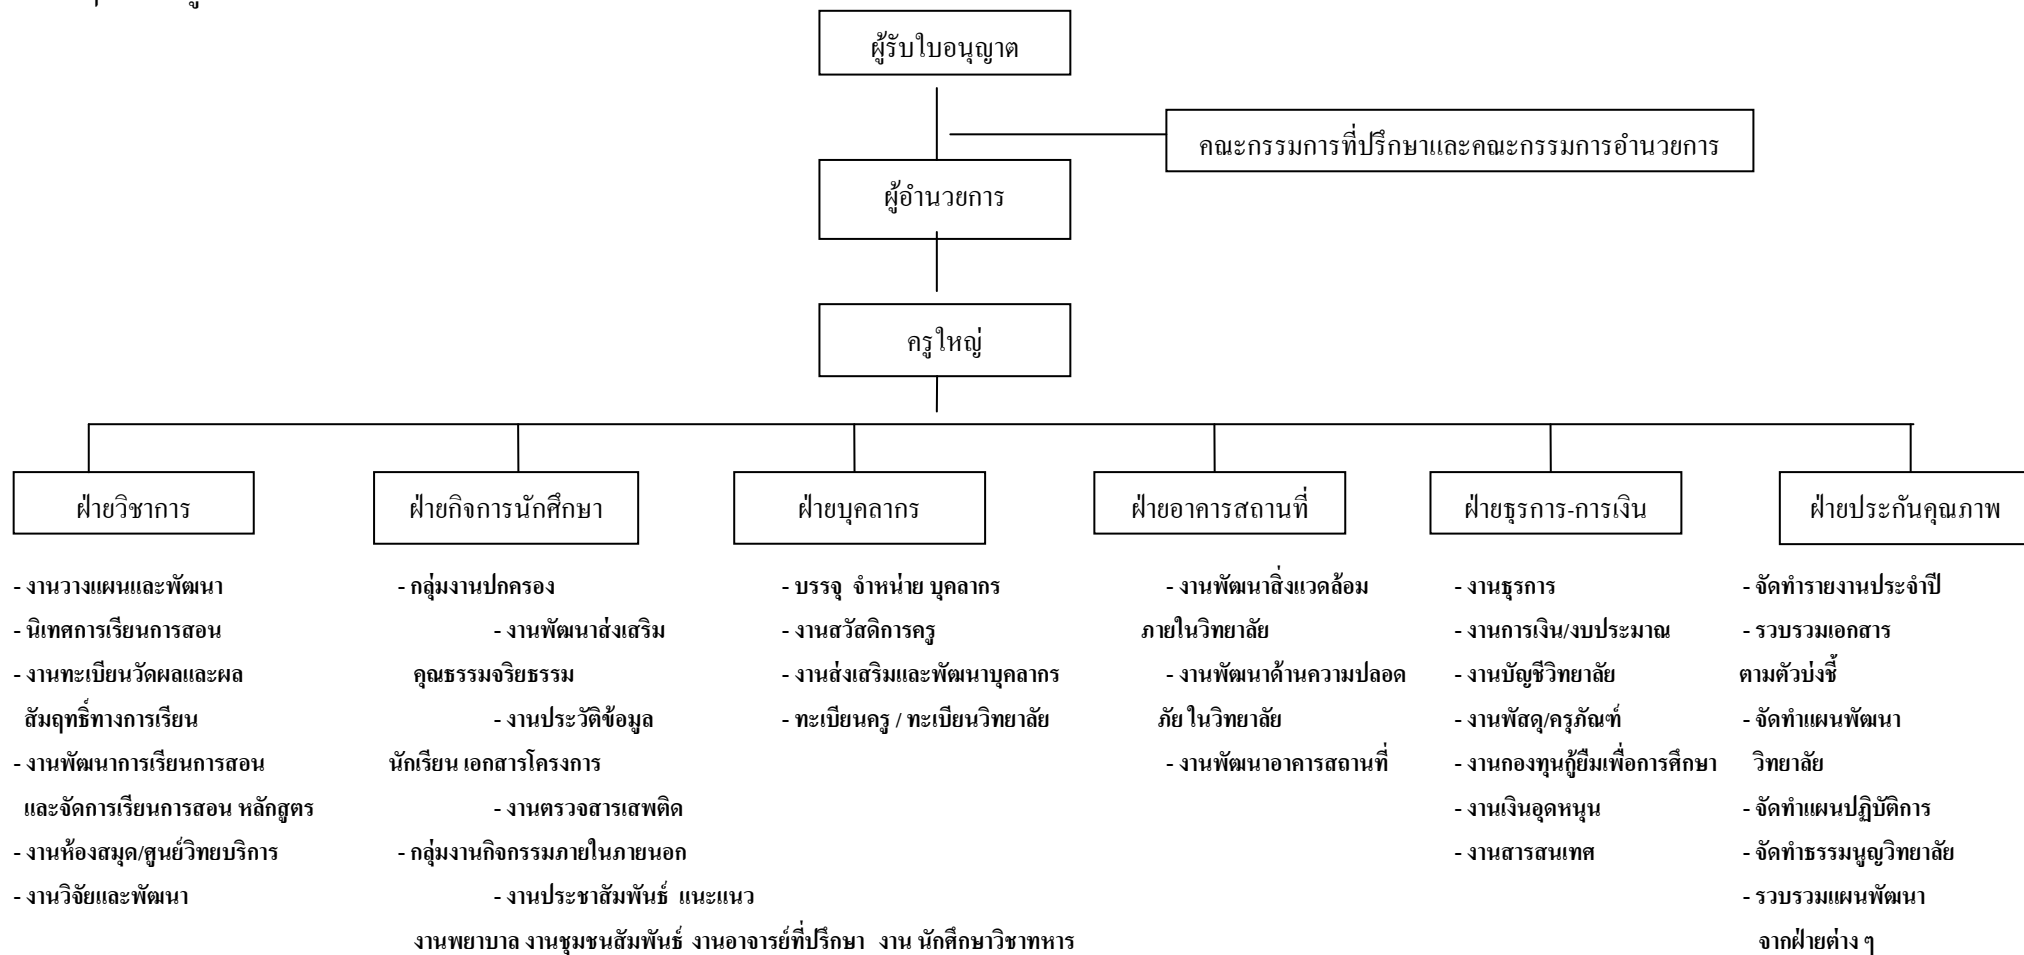 ผู้รับใบอนุญาต
คณะกรรมการที่ปรึกษาและคณะกรรมการอำนวยการ
ผู้อำนวยการ
ครูใหญ่
ฝ่ายวิชาการ
- งานวางแผนและพัฒนา
- นิเทศการเรียนการสอน
- งานทะเบียนวัดผลและผล
สัมฤทธิ์ทางการเรียน
- งานพัฒนาการเรียนการสอน
และจัดการเรียนการสอน หลักสูตร
- งานห้องสมุด/ศูนย์วิทยบริการ
- งานวิจัยและพัฒนา
ฝ่ายกิจการนักศึกษา
- กลุ่มงานปกครอง
- งานพัฒนาส่งเสริม
คุณธรรมจริยธรรม
- งานประวัติข้อมูล
นักเรียน เอกสารโครงการ
- งานตรวจสารเสพติด
- กลุ่มงานกิจกรรมภายในภายนอก
- งานประชาสัมพันธ์ แนะแนว
งานพยาบาล งานชุมชนสัมพันธ์ งานอาจารย์ที่ปรึกษา งาน นักศึกษาวิชาทหาร
ฝ่ายบุคลากร
- บรรจุ จำหน่าย บุคลากร
- งานสวัสดิการครู
- งานส่งเสริมและพัฒนาบุคลากร
- ทะเบียนครู / ทะเบียนวิทยาลัย
ฝ่ายอาคารสถานที่
- งานพัฒนาสิ่งแวดล้อม
ภายในวิทยาลัย
- งานพัฒนาด้านความปลอด
ภัย ในวิทยาลัย
- งานพัฒนาอาคารสถานที่
ฝ่ายธุรการ-การเงิน
- งานธุรการ
- งานการเงิน/งบประมาณ
- งานบัญชีวิทยาลัย
- งานพัสดุ/ครุภัณฑ์
- งานกองทุนกู้ยืมเพื่อการศึกษา
- งานเงินอุดหนุน
- งานสารสนเทศ
ฝ่ายประกันคุณภาพ
- จัดทำรายงานประจำปี
- รวบรวมเอกสาร
ตามตัวบ่งชี้
- จัดทำแผนพัฒนา
วิทยาลัย
- จัดทำแผนปฏิบัติการ
- จัดทำธรรมนูญวิทยาลัย
- รวบรวมแผนพัฒนา
จากฝ่ายต่าง ๆ